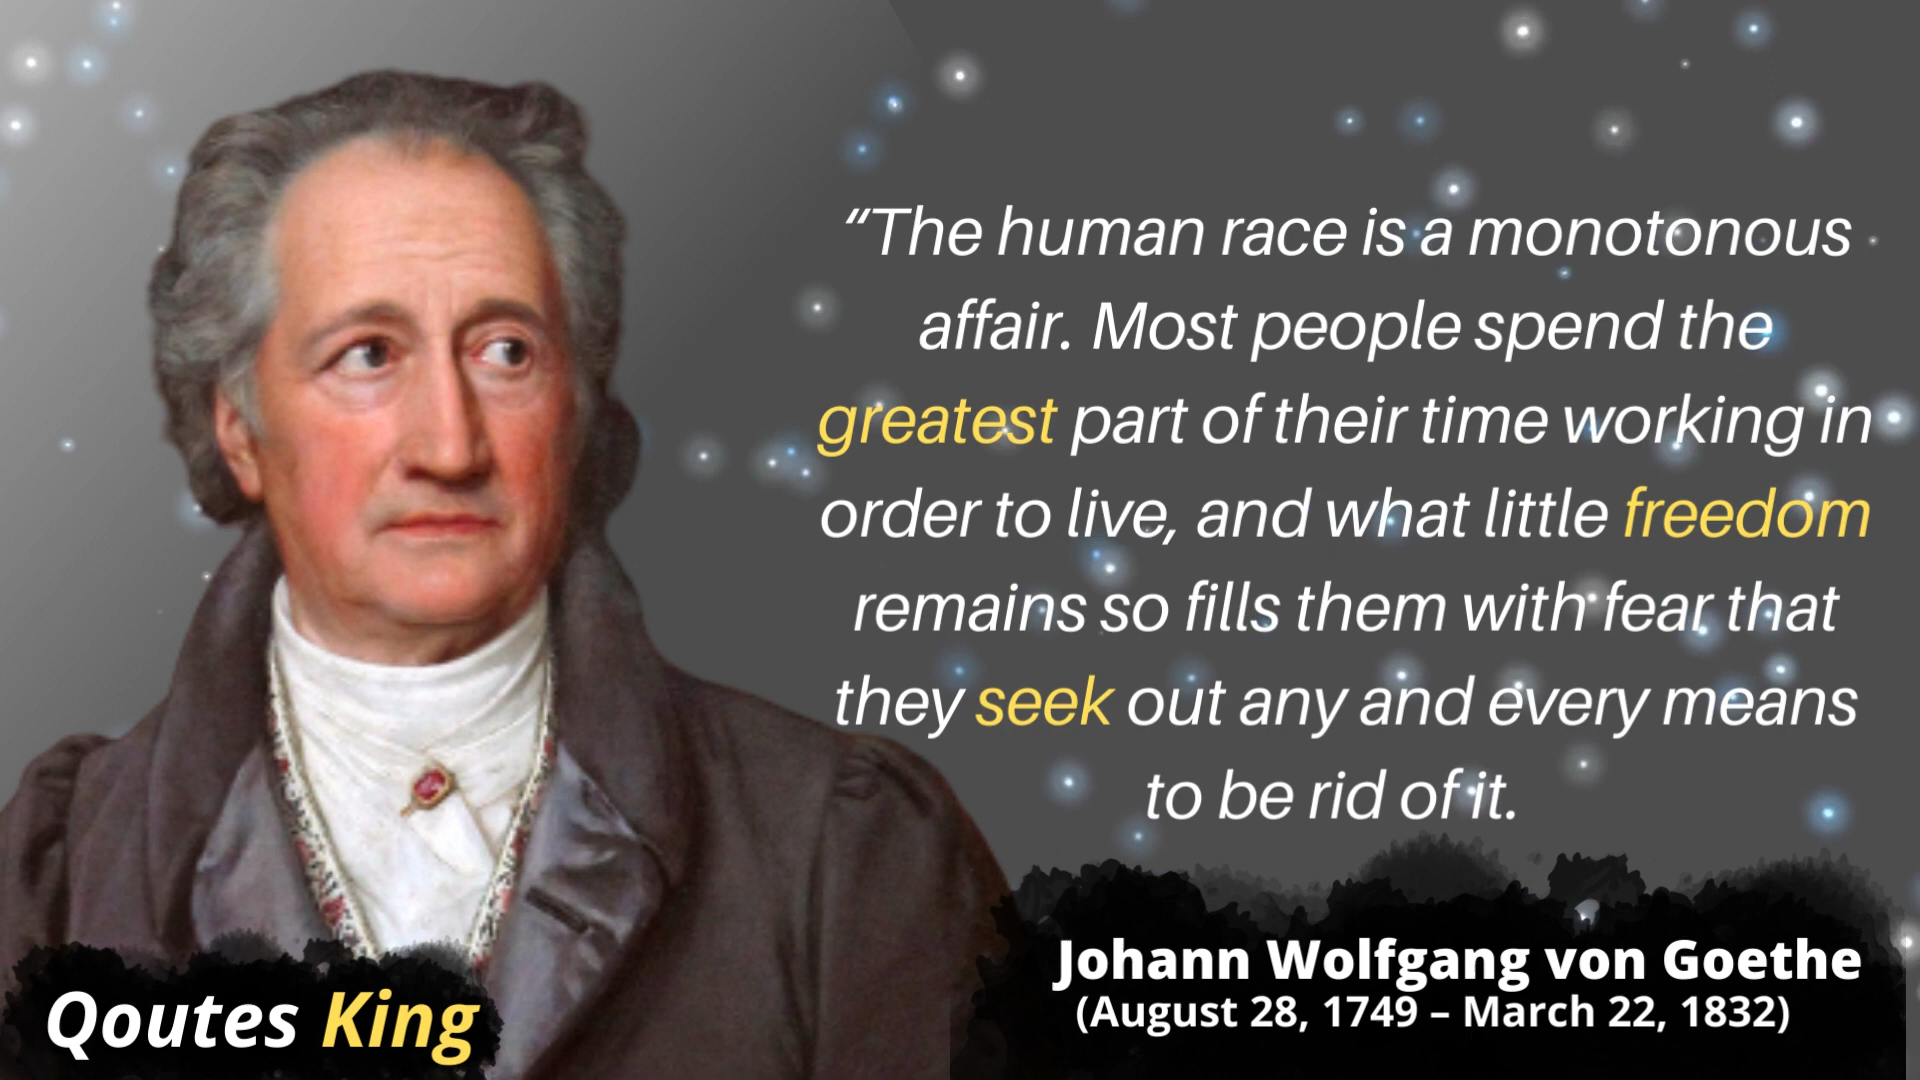 “The human race is a monotonous
affair. Most people spend the
greatest part of their time working in
order to live, and what little freedom
remains so fills them with fear that
they seek out any and every means
to be rid of it.
Johann Wolfgang von Goethe
(August 28, 1749 – March 22, 1832)
Qoutes King